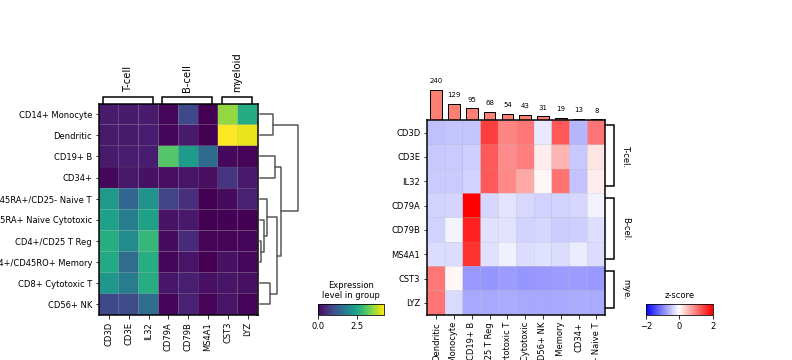 T-cell
B-cell
myeloid
CD14+ Monocyte
Dendritic
CD19+ B
CD34+
45RA+/CD25- Naive T
5RA+ Naive Cytotoxic
CD4+/CD25 T Reg
4+/CD45RO+ Memory
CD8+ Cytotoxic T
CD56+ NK
CD3D
CD3E
IL32
CD79A
CD79B
MS4A1
CST3
LYZ
Expression
level in group
0.0 2.5
240 129 95 68 54 43 31 19 13 8
CD3D
CD3E
IL32
CD79A
CD79B
MS4A1
CST3
LYZ
T-cel.
B-cel.
mye.
Dendritic
Monocyte
CD19+ B
25 T Reg
totoxic T
Cytotoxic
D56+ NK
Memory
CD34+
Naive T
z-score
−2 0 2